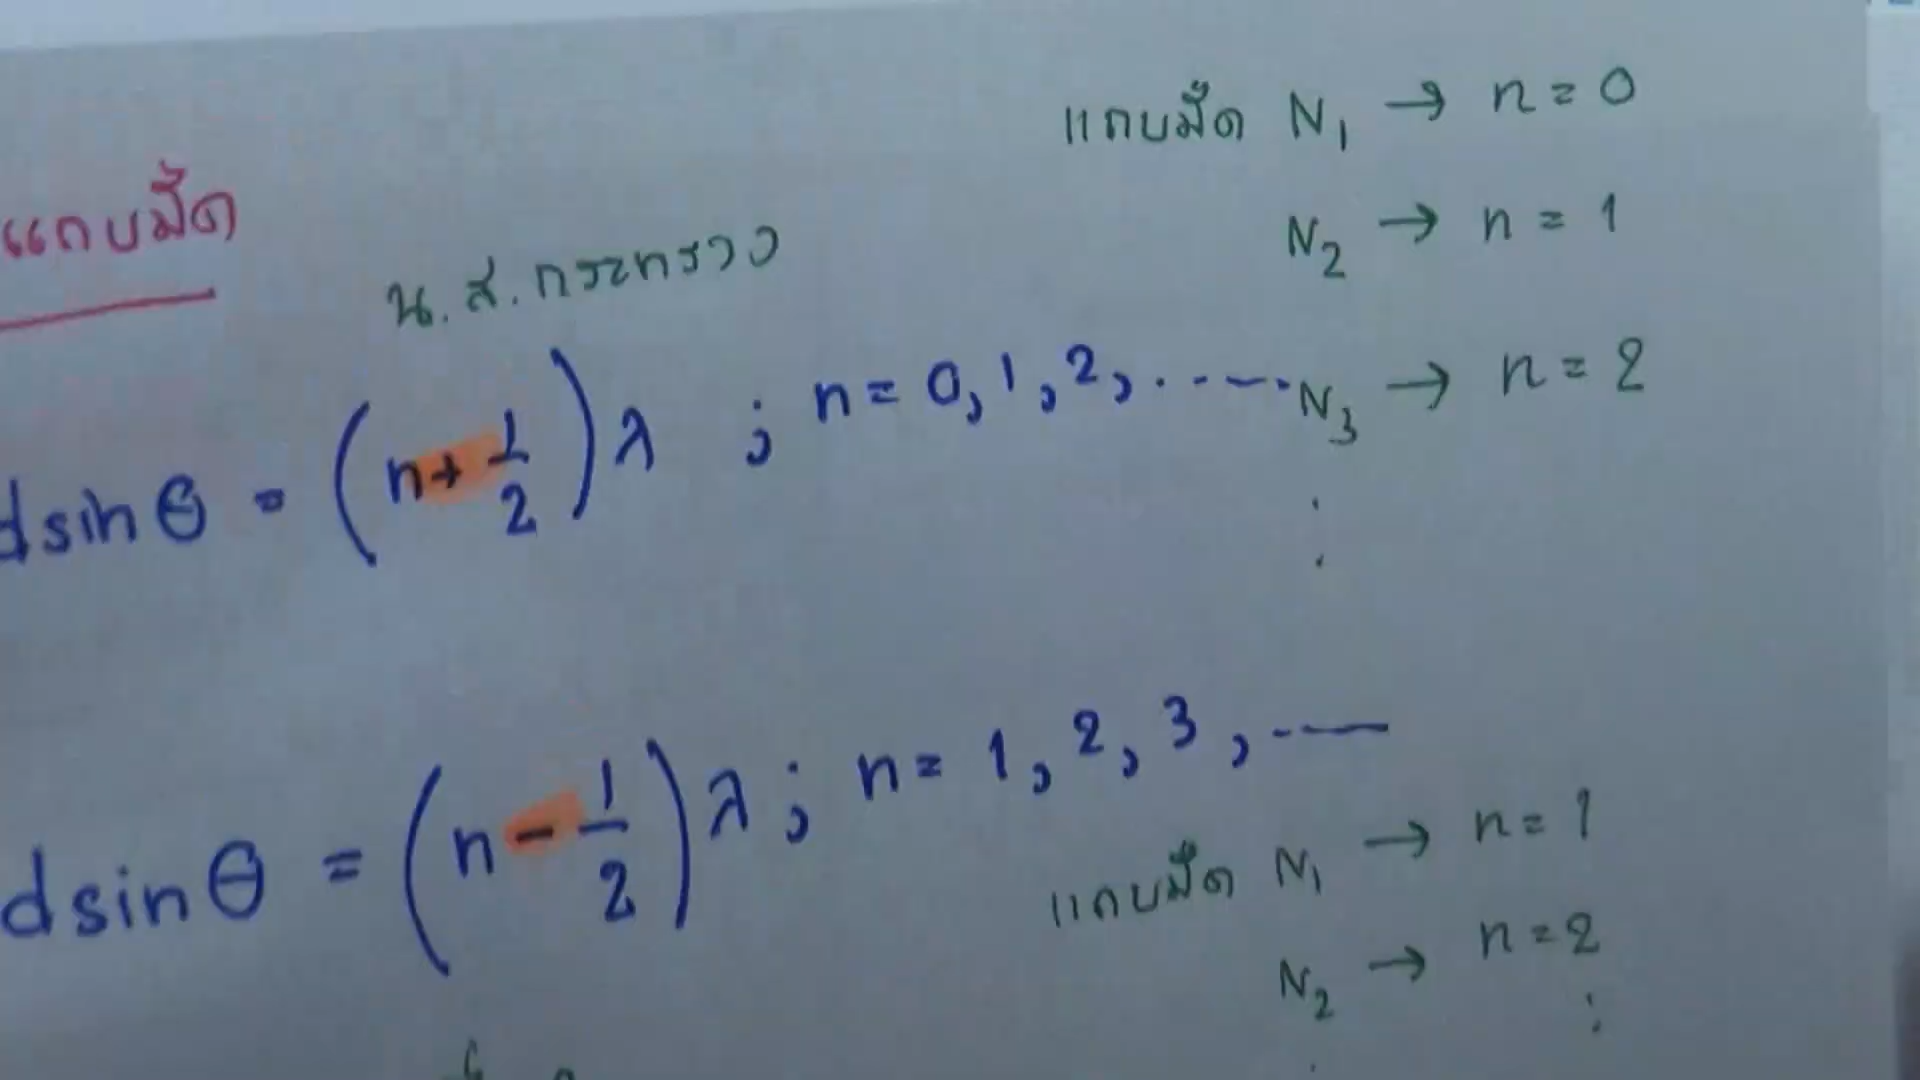 แถบมืด
น.ส.กระทรวง
d sin θ = (n + 1/2) λ ; n = 0, 1, 2, .....
แถบมืด N₁ → n = 0
N₂ → n = 1
N₃ → n = 2
⋮
d sin θ = (n - 1/2) λ ; n = 1, 2, 3, .....
แถบมืด N₁ → n = 1
N₂ → n = 2
⋮